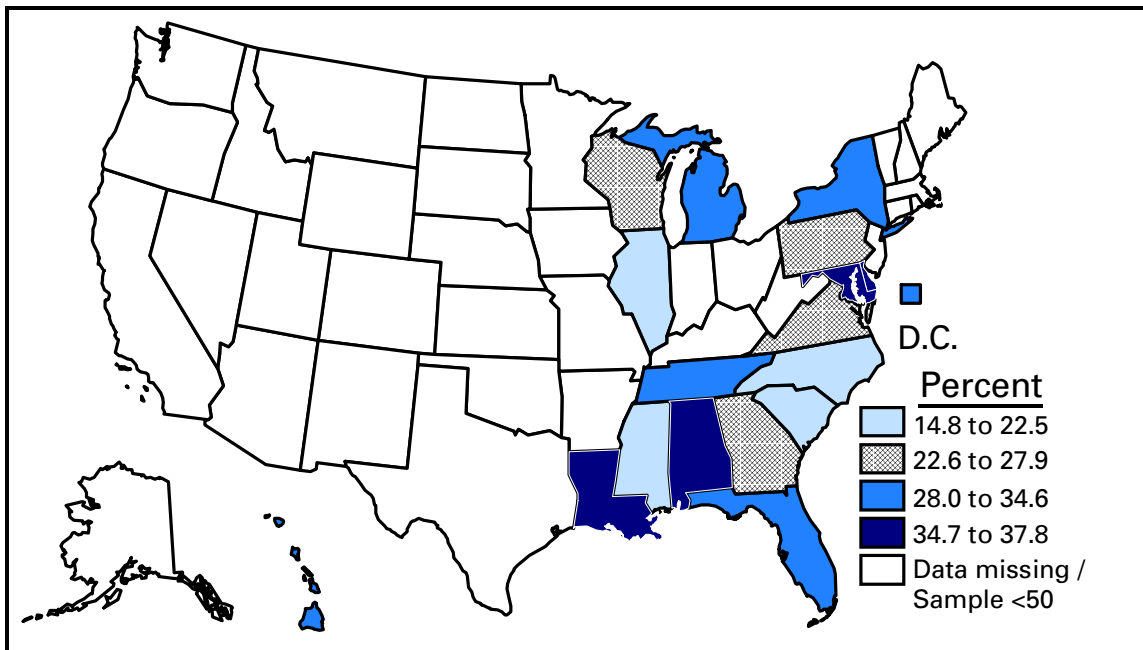 D.C.
Percent
14.8 to 22.5
22.6 to 27.9
28.0 to 34.6
34.7 to 37.8
Data missing /
Sample <50